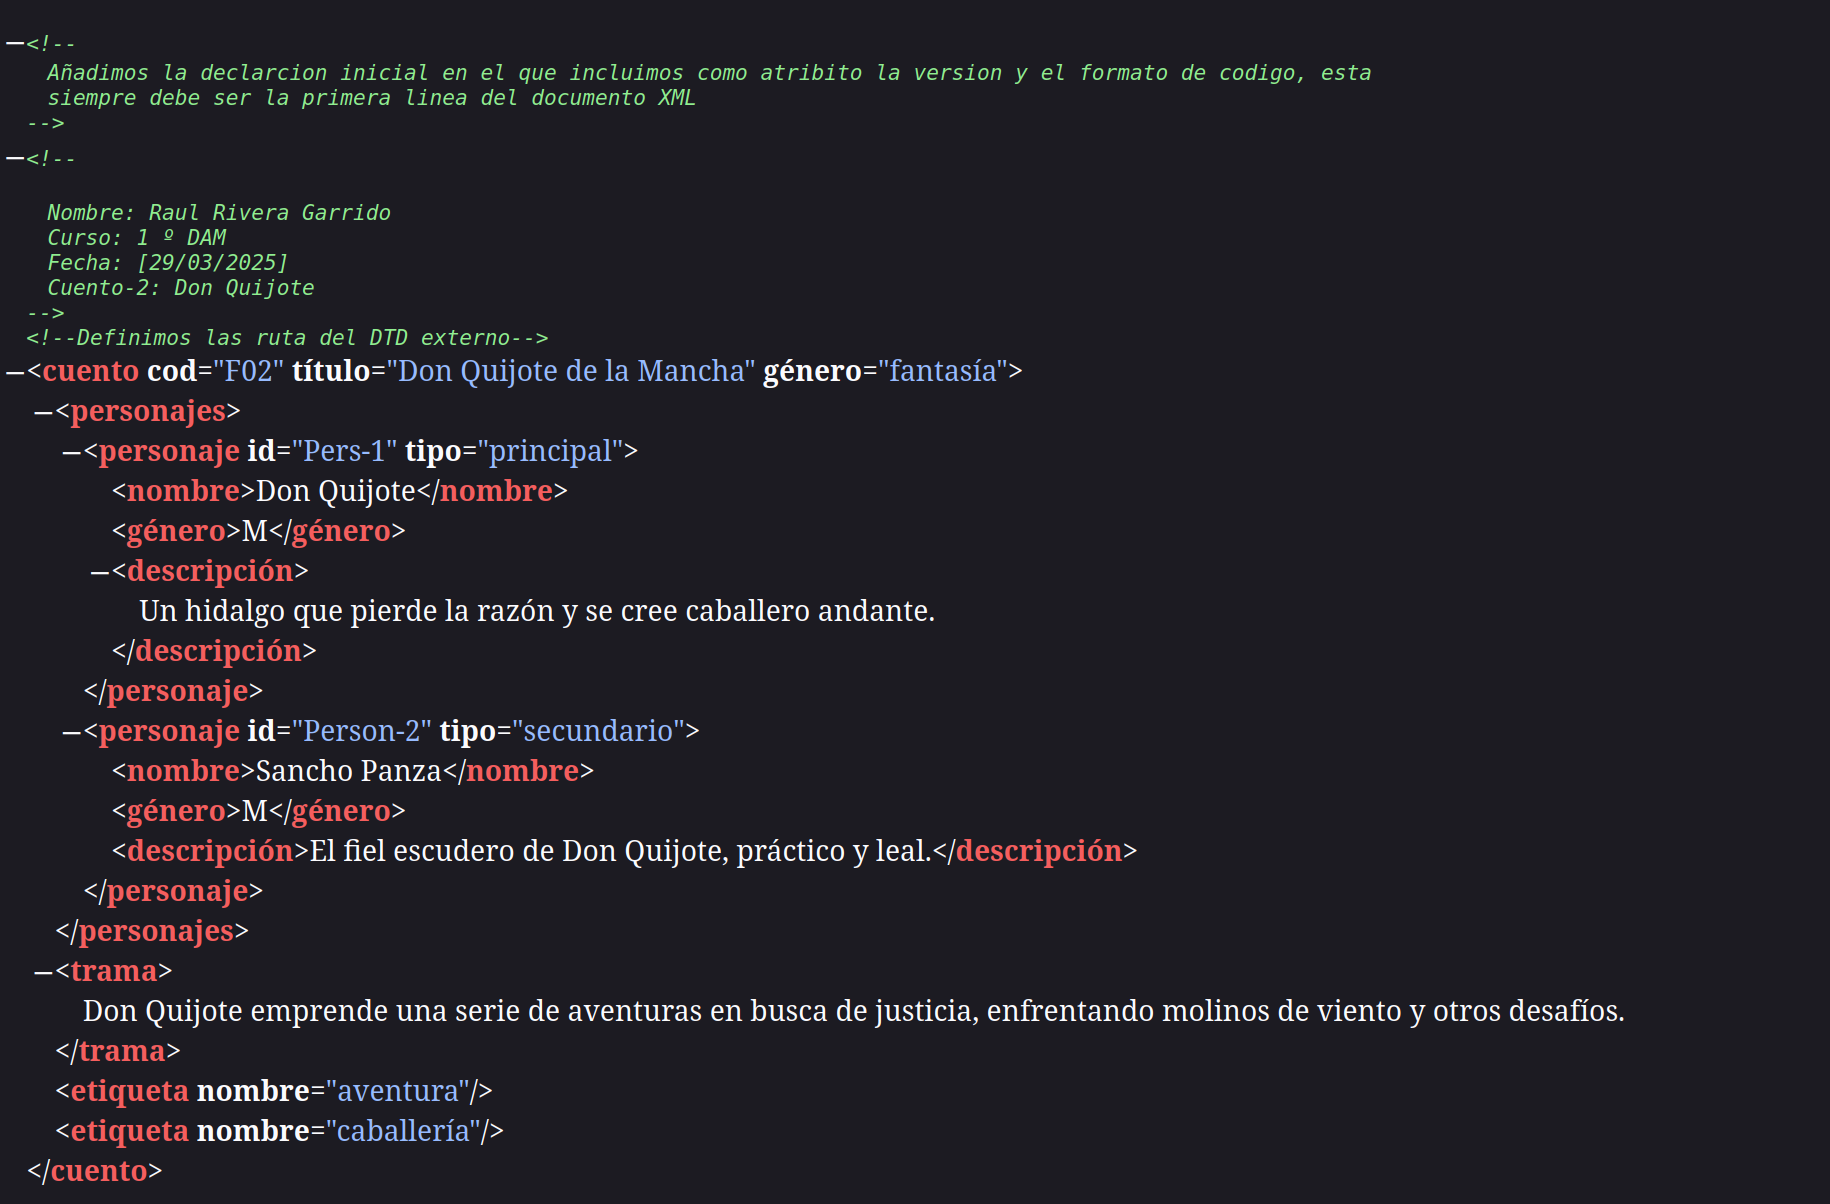 —<!--
Añadimos la declarcion inicial en el que incluimos como atribito la version y el formato de codigo, esta
siempre debe ser la primera linea del documento XML
-->
—<!--
Nombre: Raul Rivera Garrido
Curso: 1 º DAM
Fecha: [29/03/2025]
Cuento-2: Don Quijote
-->
<!--Definimos las ruta del DTD externo-->
—<cuento cod="F02" título="Don Quijote de la Mancha" género="fantasía">
—<personajes>
—<personaje id="Pers-1" tipo="principal">
<nombre>Don Quijote</nombre>
<género>M</género>
—<descripción>
Un hidalgo que pierde la razón y se cree caballero andante.
</descripción>
</personaje>
—<personaje id="Person-2" tipo="secundario">
<nombre>Sancho Panza</nombre>
<género>M</género>
<descripción>El fiel escudero de Don Quijote, práctico y leal.</descripción>
</personaje>
</personajes>
—<trama>
Don Quijote emprende una serie de aventuras en busca de justicia, enfrentando molinos de viento y otros desafíos.
</trama>
<etiqueta nombre="aventura"/>
<etiqueta nombre="caballería"/>
</cuento>